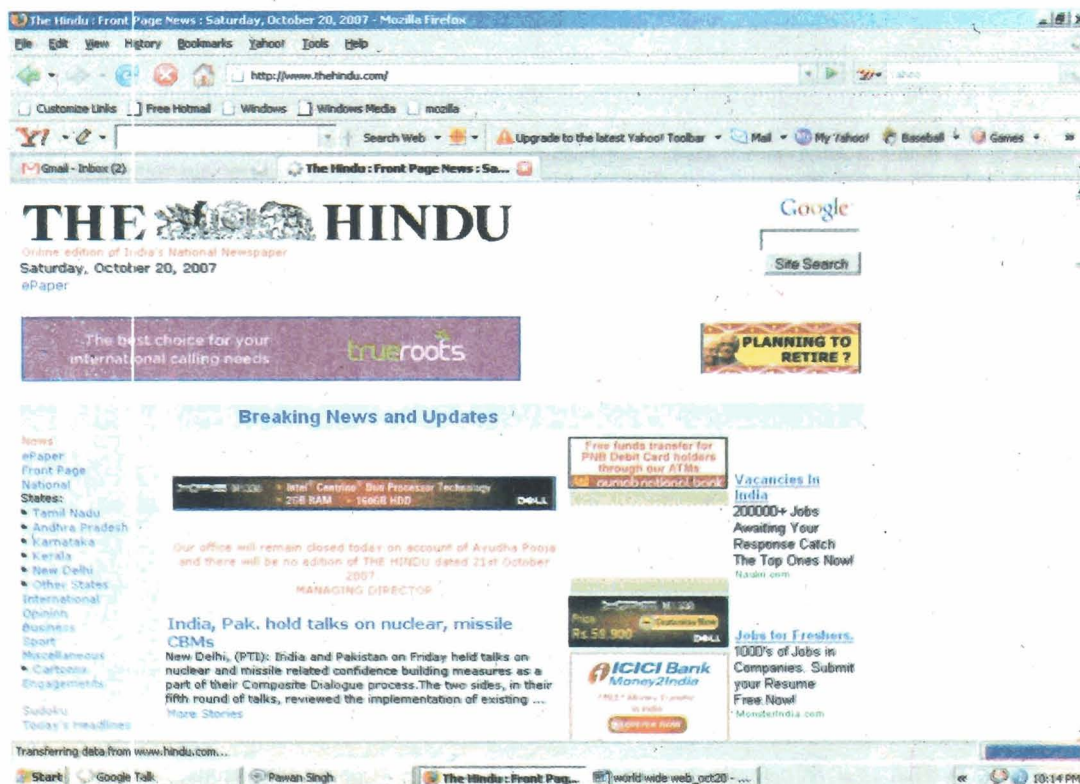 The Hindu : Front Page News : Saturday, October 20, 2007 - Mozilla Firefox
File Edit View History Bookmarks Yahoo! Tools Help
http://www.thehindu.com/
Customize Links Free Hotmail Windows Windows Media mozilla
Y! Search Web Upgrade to the latest Yahoo! Toolbar Mail My Yahoo! Baseball Games »
Gmail - Inbox (2) The Hindu : Front Page News : Sa...
THE HINDU
Google
Online edition of India's National Newspaper
Saturday, October 20, 2007
ePaper
Site Search
The best choice for your
international calling needs
trueroots
PLANNING TO
RETIRE ?
Breaking News and Updates
News
ePaper
Front Page
National
States:
• Tamil Nadu
• Andhra Pradesh
• Karnataka
• Kerala
• New Delhi
• Other States
International
Opinion
Business
Sport
Miscellaneous
• Cartoons
Engagements
Sudoku
Today's Headlines
Intel® Centrino® Duo Processor Technology
• 2GB RAM • 160GB HDD
DELL
Our office will remain closed today on account of Ayudha Pooja
and there will be no edition of THE HINDU dated 21st October
2007
MANAGING DIRECTOR
India, Pak. hold talks on nuclear, missile
CBMs
New Delhi, (PTI): India and Pakistan on Friday held talks on
nuclear and missile related confidence building measures as a
part of their Composite Dialogue process.The two sides, in their
fifth round of talks, reviewed the implementation of existing ...
More Stories
Free funds transfer for
PNB Debit Card holders
through our ATMs
punjab national bank
Price
Rs.59,900
Customise Now
DELL
ICICI Bank
Money2India
FREE* Money Transfer
to India
Vacancies In
India
200000+ Jobs
Awaiting Your
Response Catch
The Top Ones Now!
Naukri.com
Jobs for Freshers.
1000's of Jobs in
Companies. Submit
your Resume
Free Now!
MonsterIndia.com
Transferring data from www.hindu.com...
Start Google Talk Pawan Singh The Hindu : Front Pag... world wide web_oct20 - ... « 10:14 PM